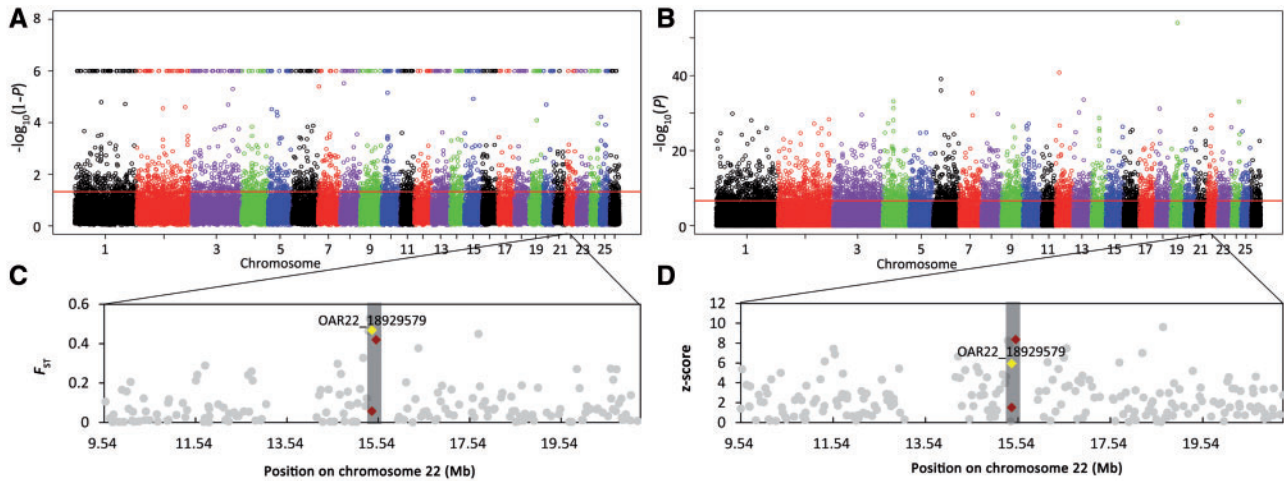 A
8
6
4
2
0
-log10(1-P)
1 3 5 7 9 11 13 15 17 19 21 23 25
Chromosome
B
40
20
0
-log10(P)
1 3 5 7 9 11 13 15 17 19 21 23 25
Chromosome
C
0.6
0.4
0.2
0
FST
OAR22_18929579
9.54 11.54 13.54 15.54 17.54 19.54
Position on chromosome 22 (Mb)
D
12
10
8
6
4
2
0
z-score
OAR22_18929579
9.54 11.54 13.54 15.54 17.54 19.54
Position on chromosome 22 (Mb)